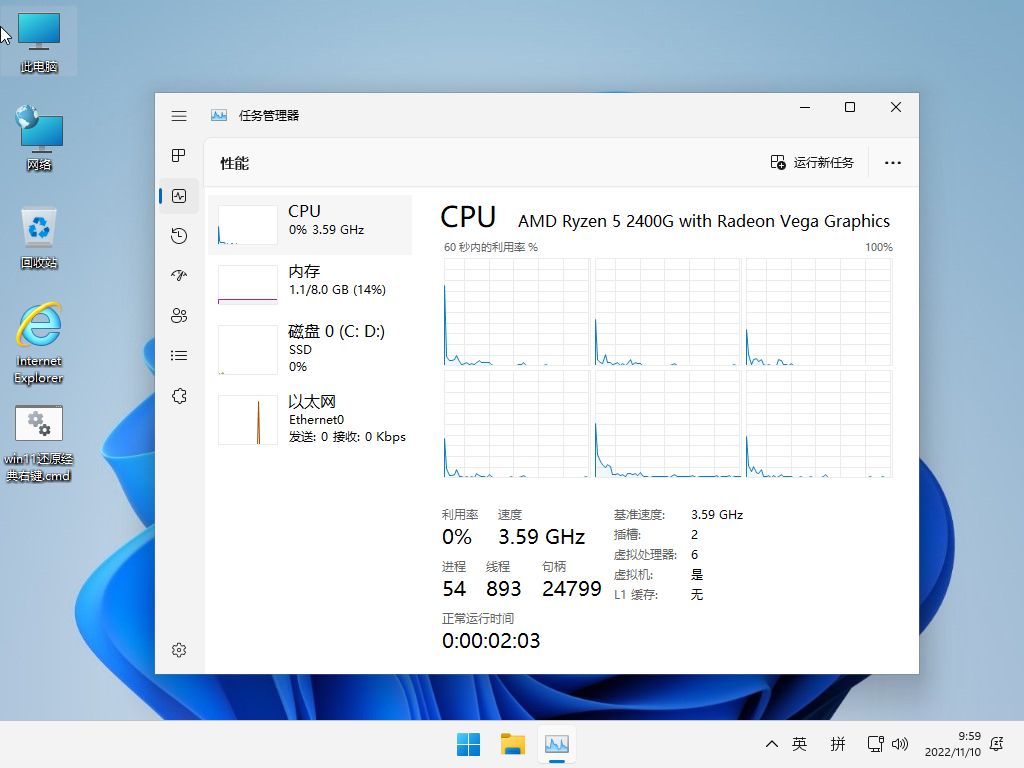 此电脑
网络
回收站
Internet
Explorer
win11还原经
典右键.cmd
任务管理器
性能
运行新任务
CPU
0% 3.59 GHz
内存
1.1/8.0 GB (14%)
磁盘 0 (C: D:)
SSD
0%
以太网
Ethernet0
发送: 0 接收: 0 Kbps
CPU AMD Ryzen 5 2400G with Radeon Vega Graphics
60 秒内的利用率 % 100%
利用率 速度
0% 3.59 GHz
进程 线程 句柄
54 893 24799
正常运行时间
0:00:02:03
基准速度: 3.59 GHz
插槽: 2
虚拟处理器: 6
虚拟机: 是
L1 缓存: 无
英 拼 9:59
2022/11/10